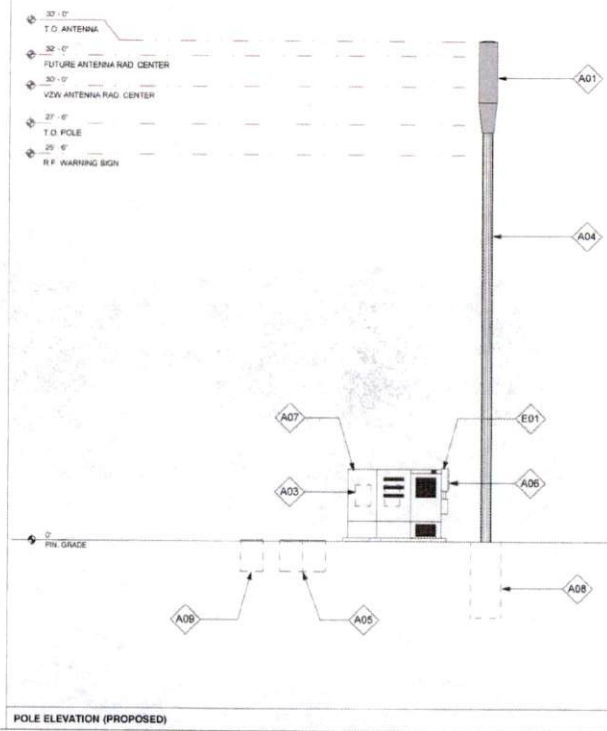 33' - 0"
T.O. ANTENNA
32' - 0"
FUTURE ANTENNA RAD. CENTER
30' - 0"
VZW ANTENNA RAD. CENTER
27' - 6"
T.O. POLE
25' - 6"
R.F. WARNING SIGN
A01
A04
A07
E01
A03
A06
0'
FIN. GRADE
A09
A05
A08
POLE ELEVATION (PROPOSED)